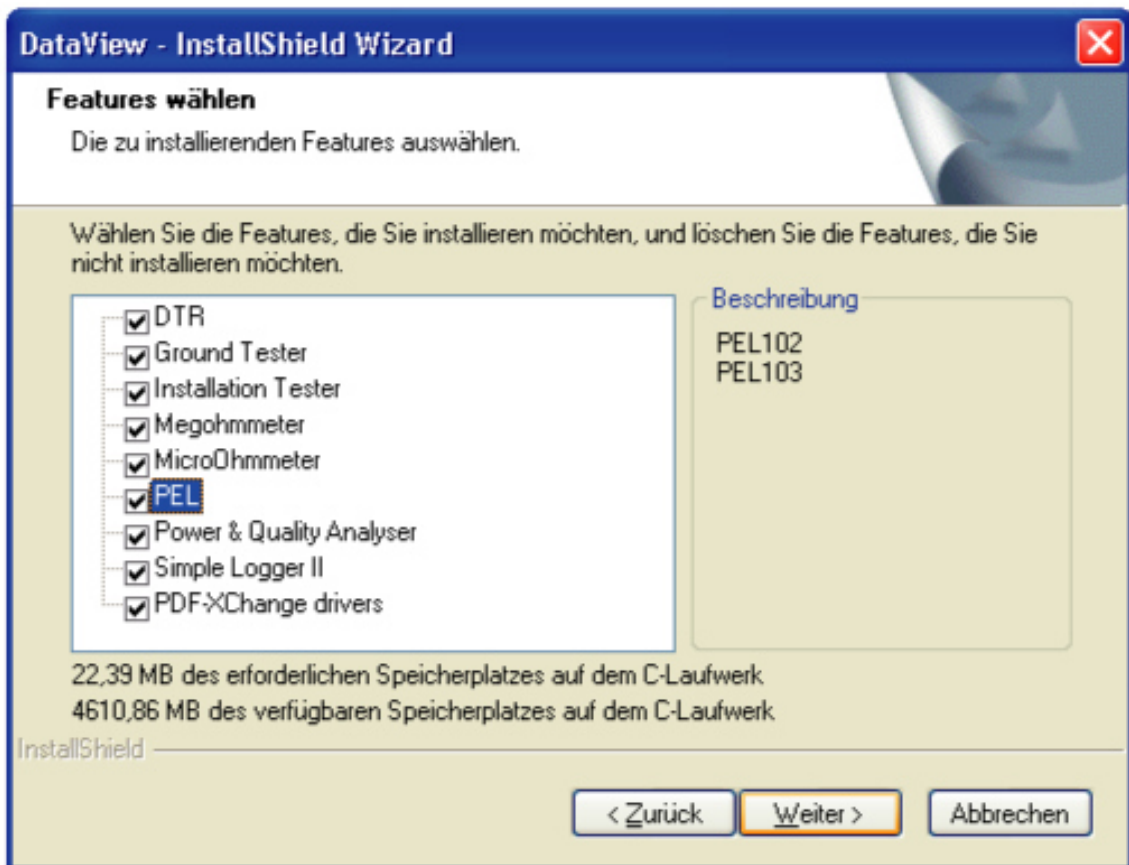 DataView - InstallShield Wizard
Features wählen
Die zu installierenden Features auswählen.
Wählen Sie die Features, die Sie installieren möchten, und löschen Sie die Features, die Sie
nicht installieren möchten.
DTR
Ground Tester
Installation Tester
Megohmmeter
MicroOhmmeter
PEL
Power & Quality Analyser
Simple Logger II
PDF-XChange drivers
Beschreibung
PEL102
PEL103
22,39 MB des erforderlichen Speicherplatzes auf dem C-Laufwerk
4610,86 MB des verfügbaren Speicherplatzes auf dem C-Laufwerk
InstallShield
< Zurück
Weiter >
Abbrechen